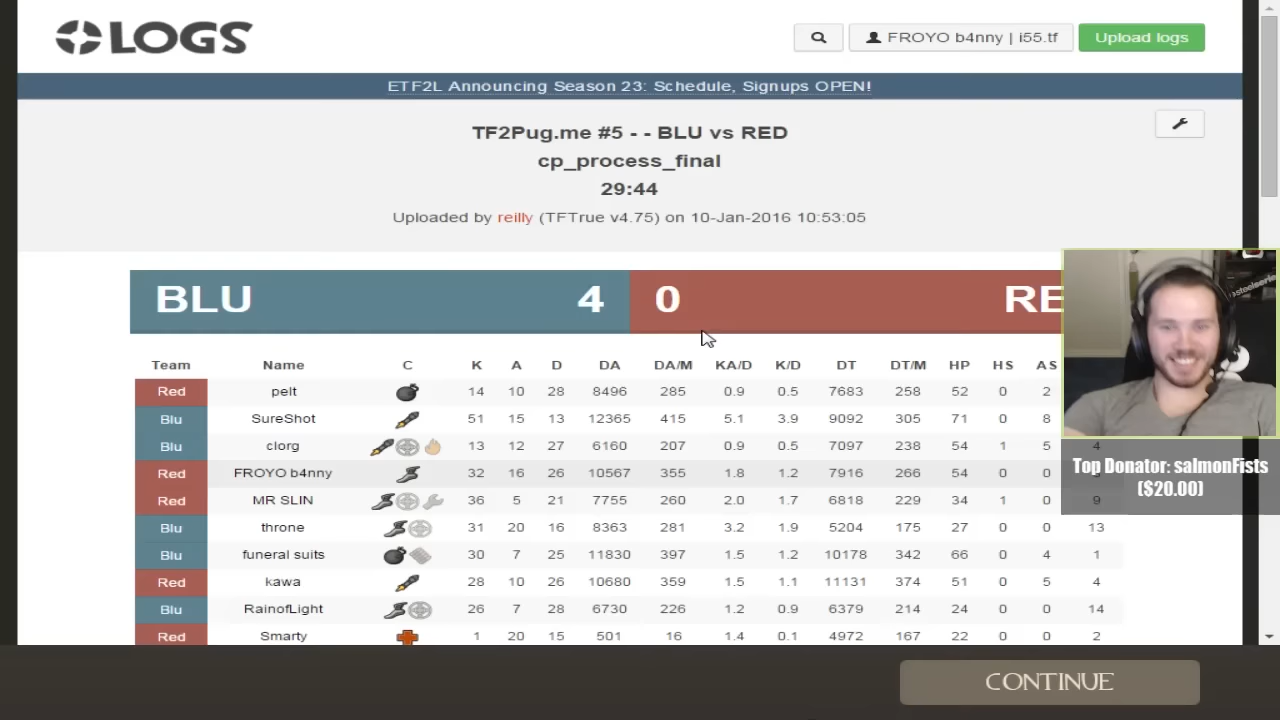 LOGS
FROYO b4nny | i55.tf
Upload logs
ETF2L Announcing Season 23: Schedule, Signups OPEN!
TF2Pug.me #5 - - BLU vs RED
cp_process_final
29:44
Uploaded by reilly (TFTrue v4.75) on 10-Jan-2016 10:53:05
BLU 4 0 RE
Team Name C K A D DA DA/M KA/D K/D DT DT/M HP HS AS
Red pelt 14 10 28 8496 285 0.9 0.5 7683 258 52 0 2
Blu SureShot 51 15 13 12365 415 5.1 3.9 9092 305 71 0 8
Blu clorg 13 12 27 6160 207 0.9 0.5 7097 238 54 1 5 4
Red FROYO b4nny 32 16 26 10567 355 1.8 1.2 7916 266 54 0 0
Red MR SLIN 36 5 21 7755 260 2.0 1.7 6818 229 34 1 0 9
Blu throne 31 20 16 8363 281 3.2 1.9 5204 175 27 0 0 13
Blu funeral suits 30 7 25 11830 397 1.5 1.2 10178 342 66 0 4 1
Red kawa 28 10 26 10680 359 1.5 1.1 11131 374 51 0 5 4
Blu RainofLight 26 7 28 6730 226 1.2 0.9 6379 214 24 0 0 14
Red Smarty 1 20 15 501 16 1.4 0.1 4972 167 22 0 0 2
Top Donator: salmonFists
($20.00)
CONTINUE